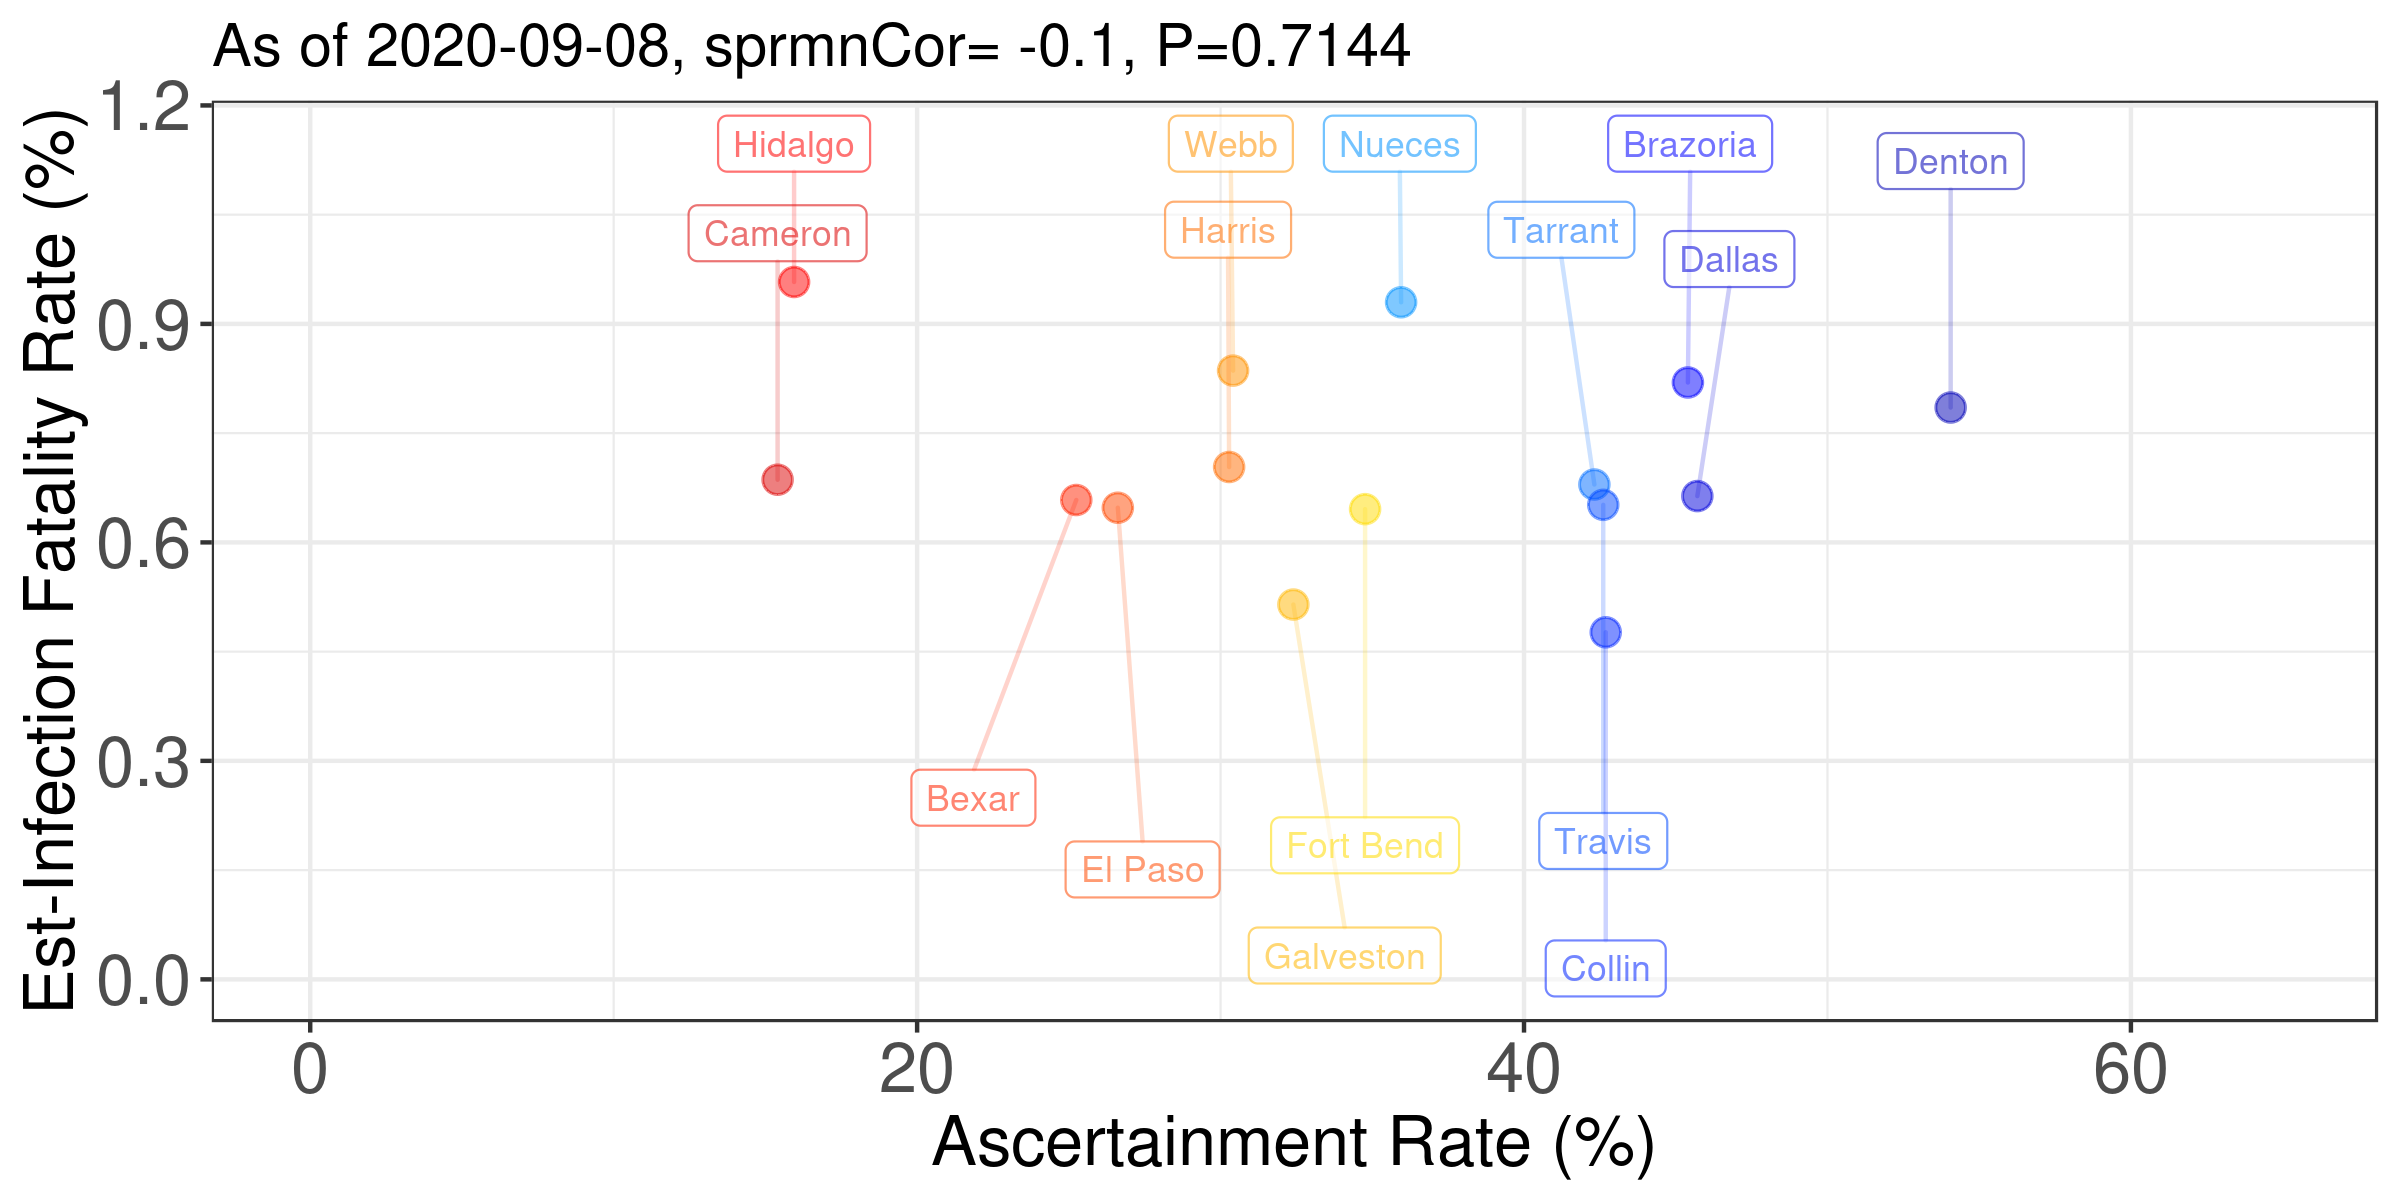 As of 2020-09-08, sprmnCor= -0.1, P=0.7144
Est-Infection Fatality Rate (%)
1.2
0.9
0.6
0.3
0.0
Hidalgo
Webb
Nueces
Brazoria
Denton
Cameron
Harris
Tarrant
Dallas
Bexar
El Paso
Fort Bend
Travis
Galveston
Collin
0
20
40
60
Ascertainment Rate (%)